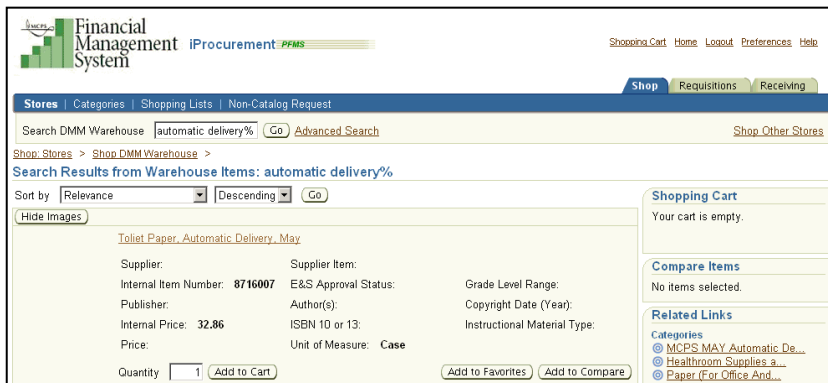 MCPS Financial
Management
System
iProcurement PFMS
Shopping Cart Home Logout Preferences Help
Shop Requisitions Receiving
Stores | Categories | Shopping Lists | Non-Catalog Request
Search DMM Warehouse automatic delivery% Go Advanced Search Shop Other Stores
Shop: Stores > Shop DMM Warehouse >
Search Results from Warehouse Items: automatic delivery%
Sort by Relevance Descending Go
Hide Images
Toliet Paper, Automatic Delivery, May
Supplier: Supplier Item:
Internal Item Number: 8716007 E&S Approval Status: Grade Level Range:
Publisher: Author(s): Copyright Date (Year):
Internal Price: 32.86 ISBN 10 or 13: Instructional Material Type:
Price: Unit of Measure: Case
Quantity 1 Add to Cart Add to Favorites Add to Compare
Shopping Cart
Your cart is empty.
Compare Items
No items selected.
Related Links
Categories
MCPS MAY Automatic De...
Healthroom Supplies a...
Paper (For Office And...